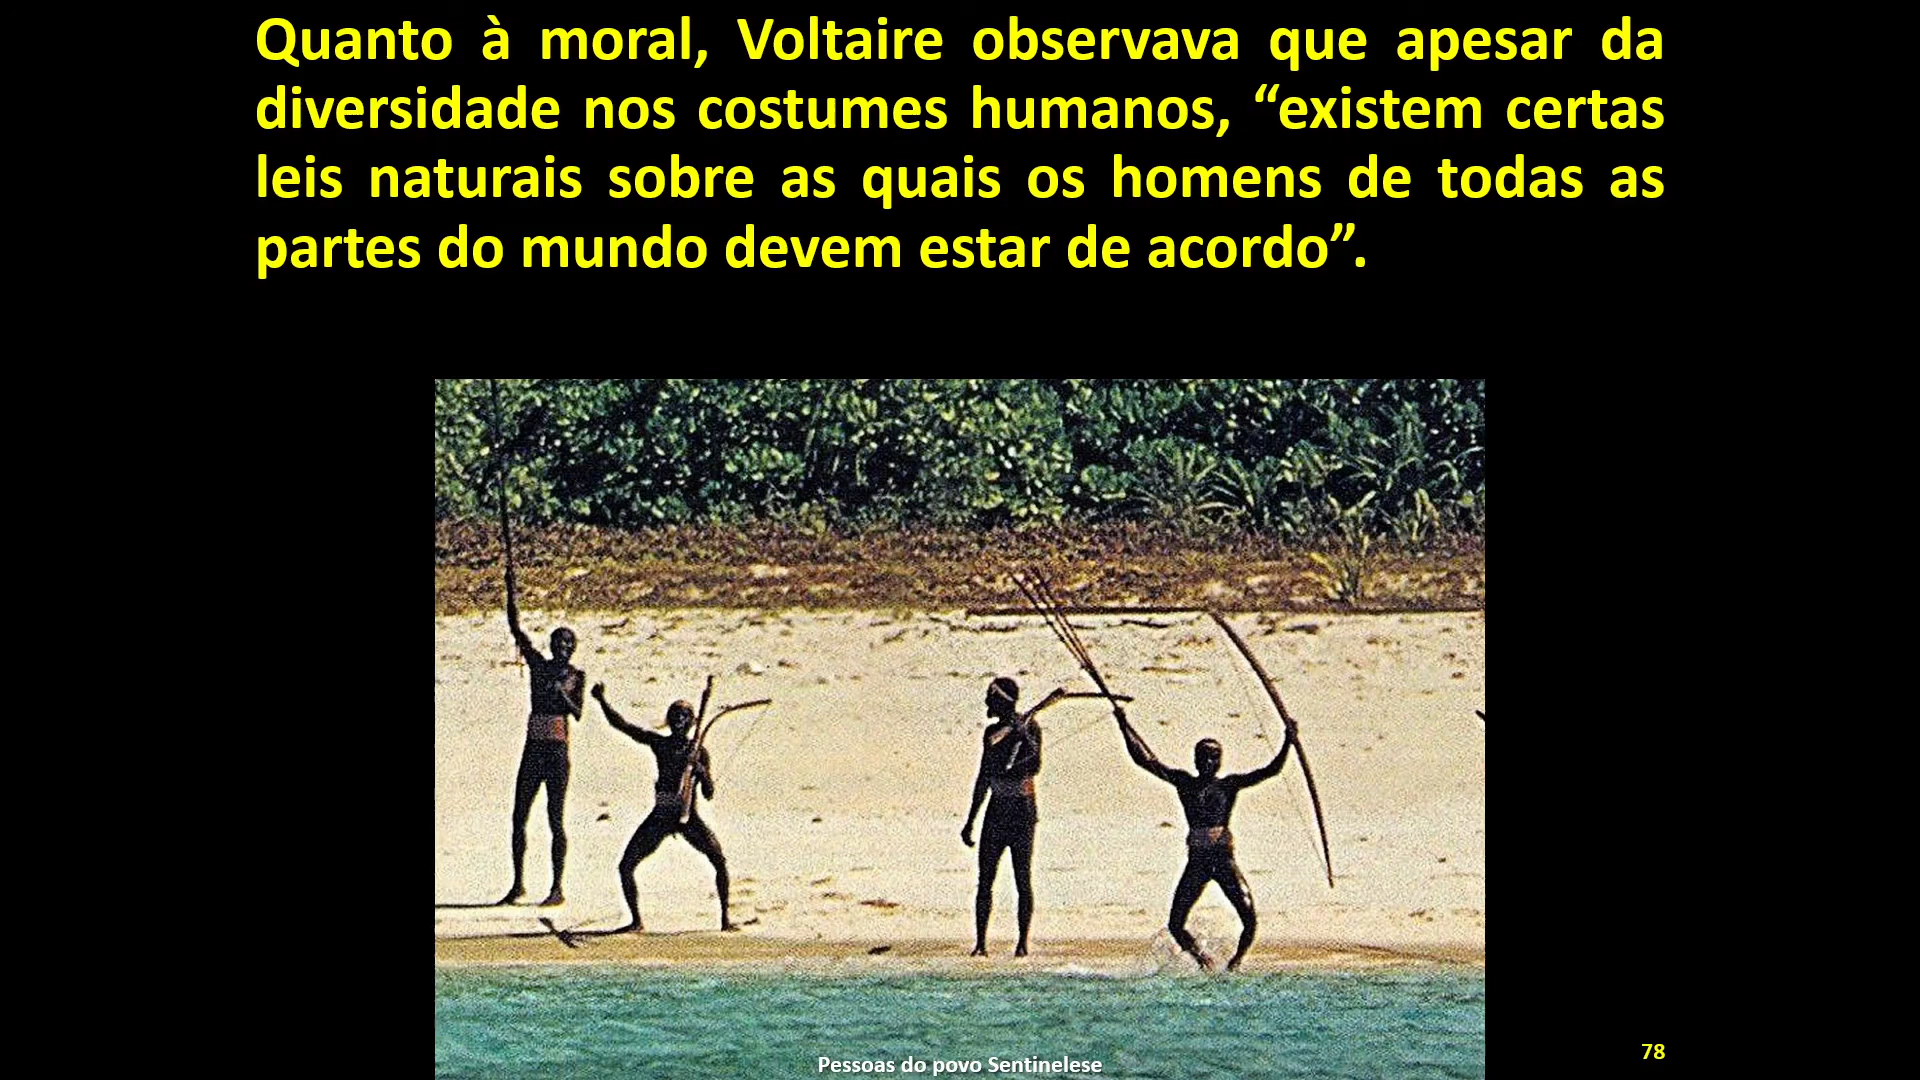 Quanto à moral, Voltaire observava que apesar da
diversidade nos costumes humanos, “existem certas
leis naturais sobre as quais os homens de todas as
partes do mundo devem estar de acordo”.
Pessoas do povo Sentinelese
78